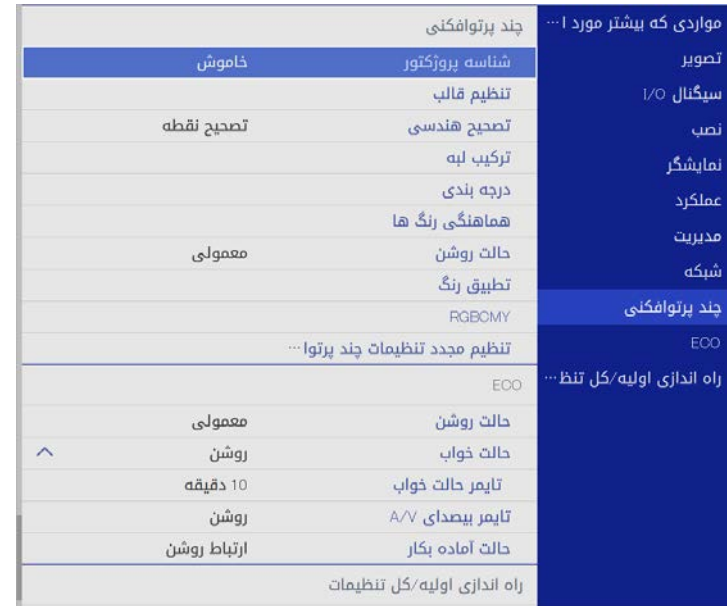 مواردی که بیشتر مورد ا...
تصویر
سیگنال I/O
نصب
نمایشگر
عملکرد
مدیریت
شبکه
چند پرتوافکنی
ECO
راه اندازی اولیه/کل تنظ...
چند پرتوافکنی
شناسه پروژکتور خاموش
تنظیم قالب
تصحیح هندسی تصحیح نقطه
ترکیب لبه
درجه بندی
هماهنگی رنگ ها
حالت روشن معمولی
تطبیق رنگ
RGBCMY
تنظیم مجدد تنظیمات چند پرتوا...
ECO
حالت روشن معمولی
حالت خواب روشن
تایمر حالت خواب 10 دقیقه
تایمر بیصدای A/V روشن
حالت آماده بکار ارتباط روشن
راه اندازی اولیه/کل تنظیمات